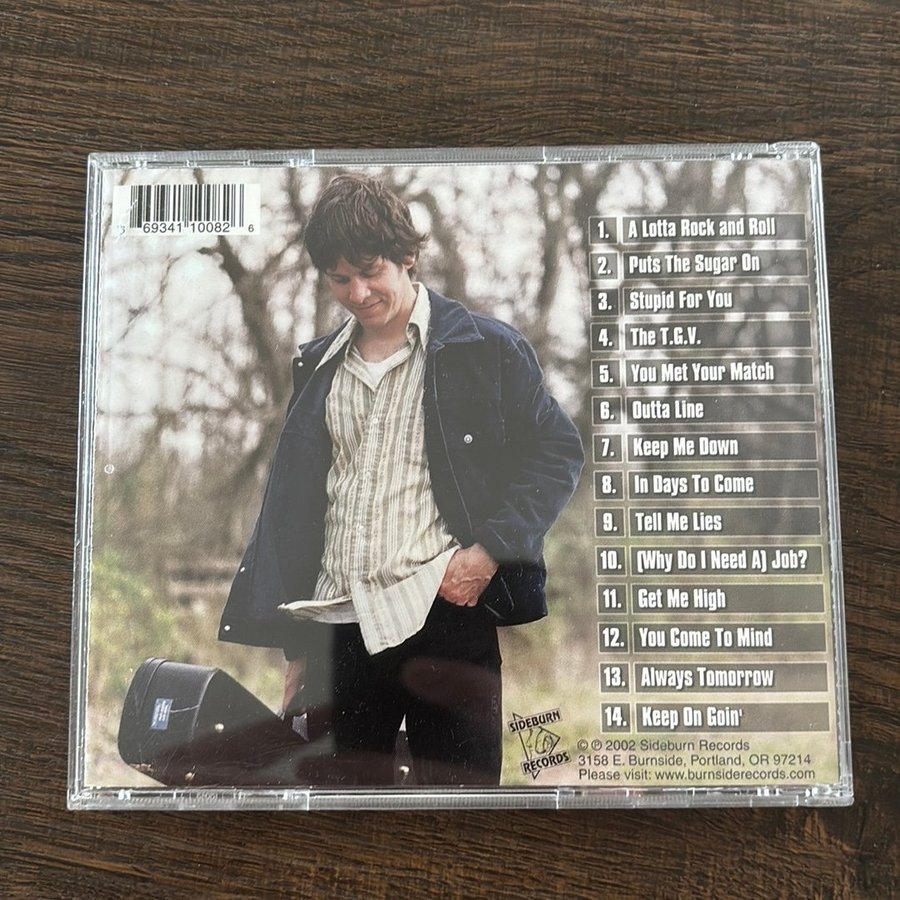 69341 10082 6
1. A Lotta Rock and Roll
2. Puts The Sugar On
3. Stupid For You
4. The T.G.V.
5. You Met Your Match
6. Outta Line
7. Keep Me Down
8. In Days To Come
9. Tell Me Lies
10. (Why Do I Need A) Job?
11. Get Me High
12. You Come To Mind
13. Always Tomorrow
14. Keep On Goin'
SIDEBURN
RECORDS
© ℗ 2002 Sideburn Records
3158 E. Burnside, Portland, OR 97214
Please visit: www.burnsiderecords.com